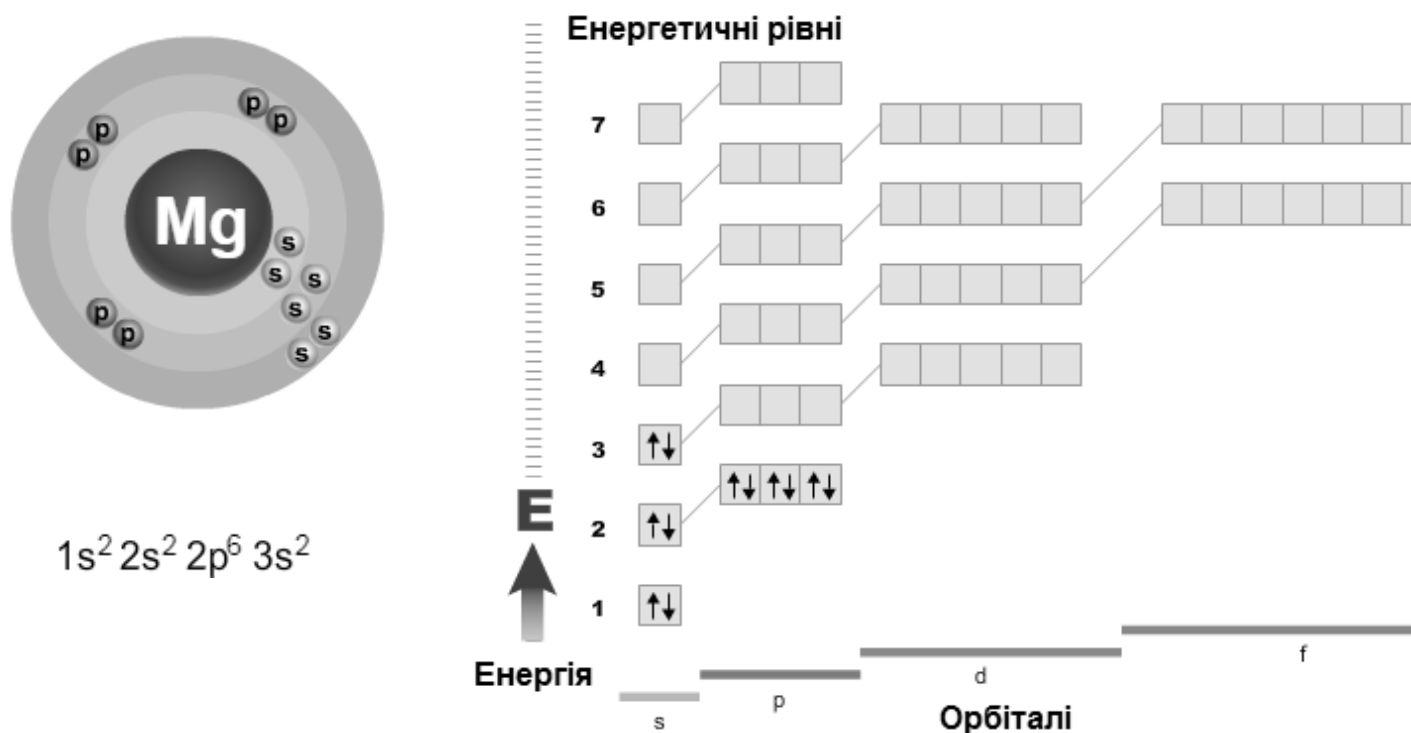 Енергетичні рівні
p p
p
p
7
Mg
6
s
s s
5
p
p
s
s
s
4
3
E
2
1s² 2s² 2p⁶ 3s²
1
f
d
Енергія
p
s
Орбіталі